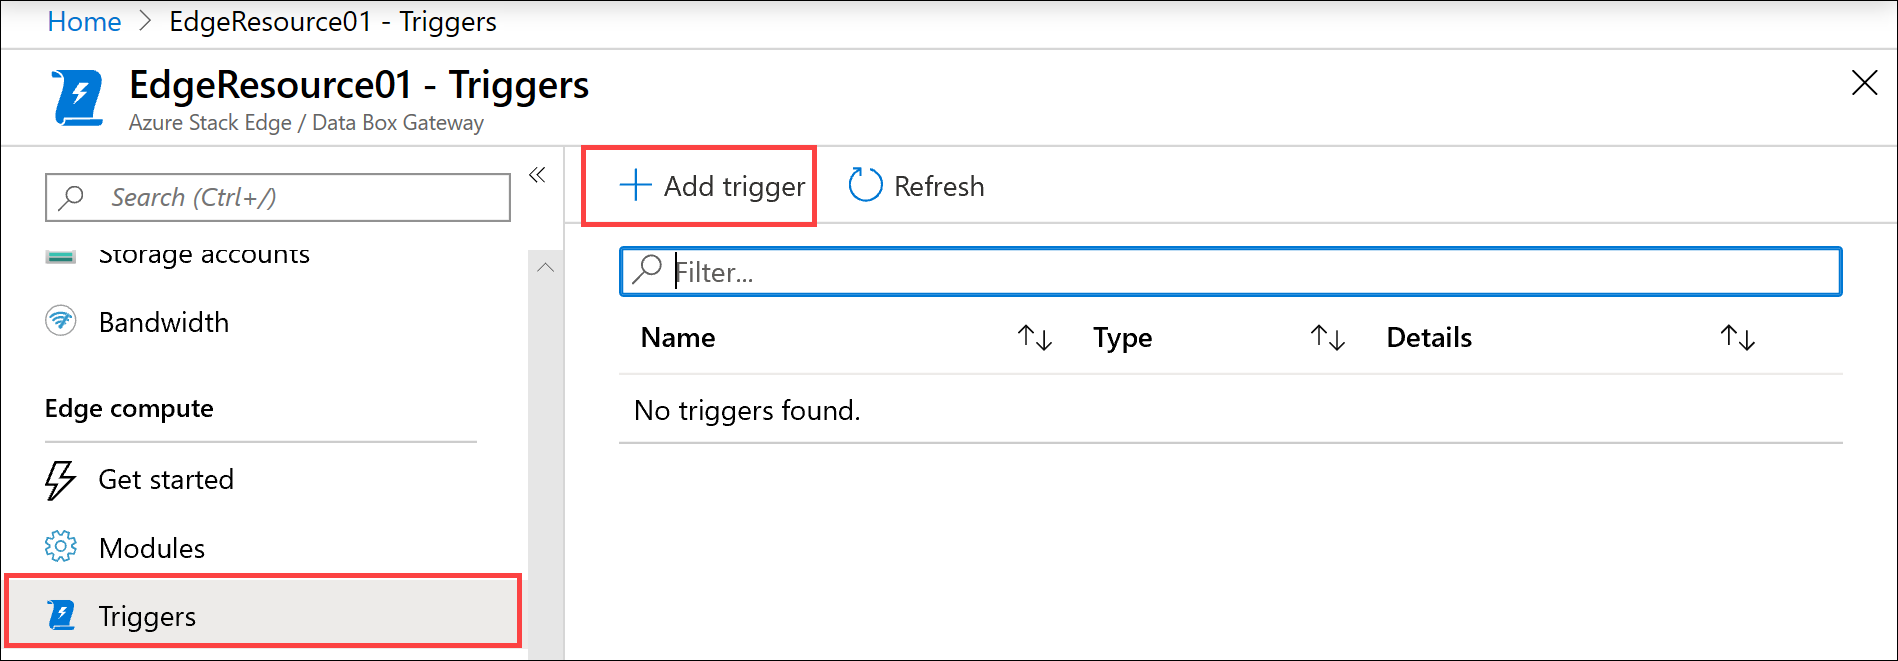 Home > EdgeResource01 - Triggers
EdgeResource01 - Triggers
Azure Stack Edge / Data Box Gateway
Search (Ctrl+/)
«
Storage accounts
Bandwidth
Edge compute
Get started
Modules
Triggers
Add trigger
Refresh
Filter...
Name
Type
Details
No triggers found.